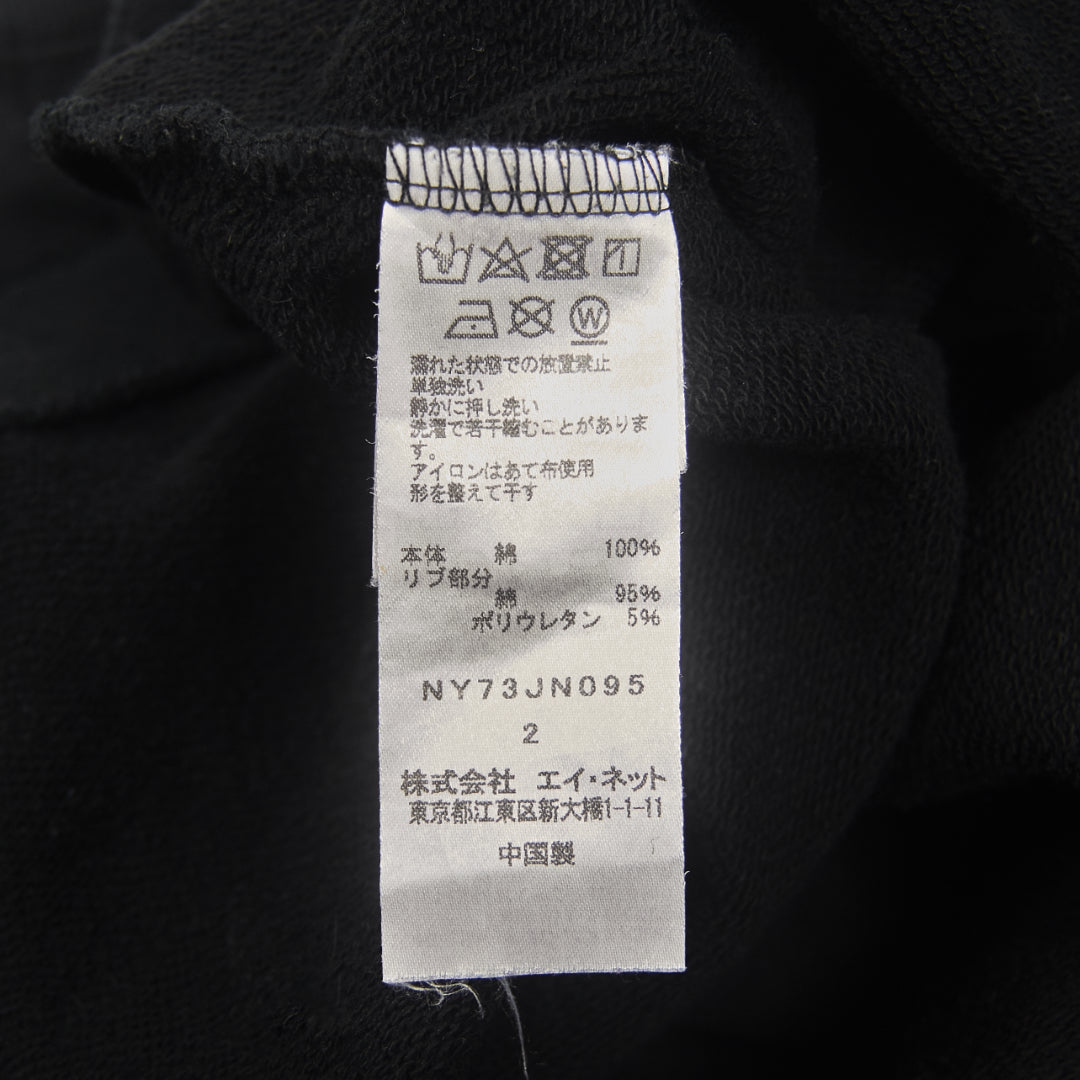 W
濡れた状態での放置禁止
単独洗い
静かに押し洗い
洗濯で若干縮むことがありま
す。
アイロンはあて布使用
形を整えて干す
本体 綿 100%
リブ部分
綿 95%
ポリウレタン 5%
NY73JN095
2
株式会社 エイ・ネット
東京都江東区新大橋1-1-11
中国製